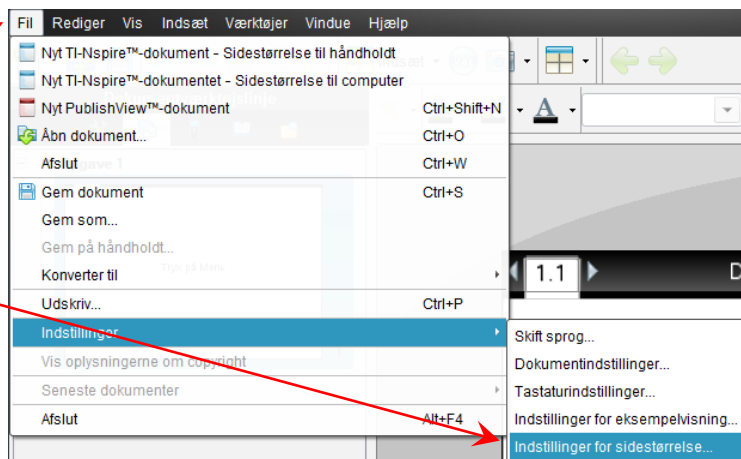 Fil Rediger Vis Indsæt Værktøjer Vindue Hjælp
Nyt TI-Nspire™-dokument - Sidestørrelse til håndholdt
Nyt TI-Nspire™-dokumentet - Sidestørrelse til computer
Nyt PublishView™-dokument Ctrl+Shift+N
Åbn dokument... Ctrl+O
Afslut Ctrl+W
Gem dokument Ctrl+S
Gem som...
Gem på håndholdt...
Konverter til
Udskriv... Ctrl+P
Indstillinger
Vis oplysningerne om copyright
Seneste dokumenter
Afslut Alt+F4
A
1.1 D
Skift sprog...
Dokumentindstillinger...
Tastaturindstillinger...
Indstillinger for eksempelvisning...
Indstillinger for sidestørrelse...